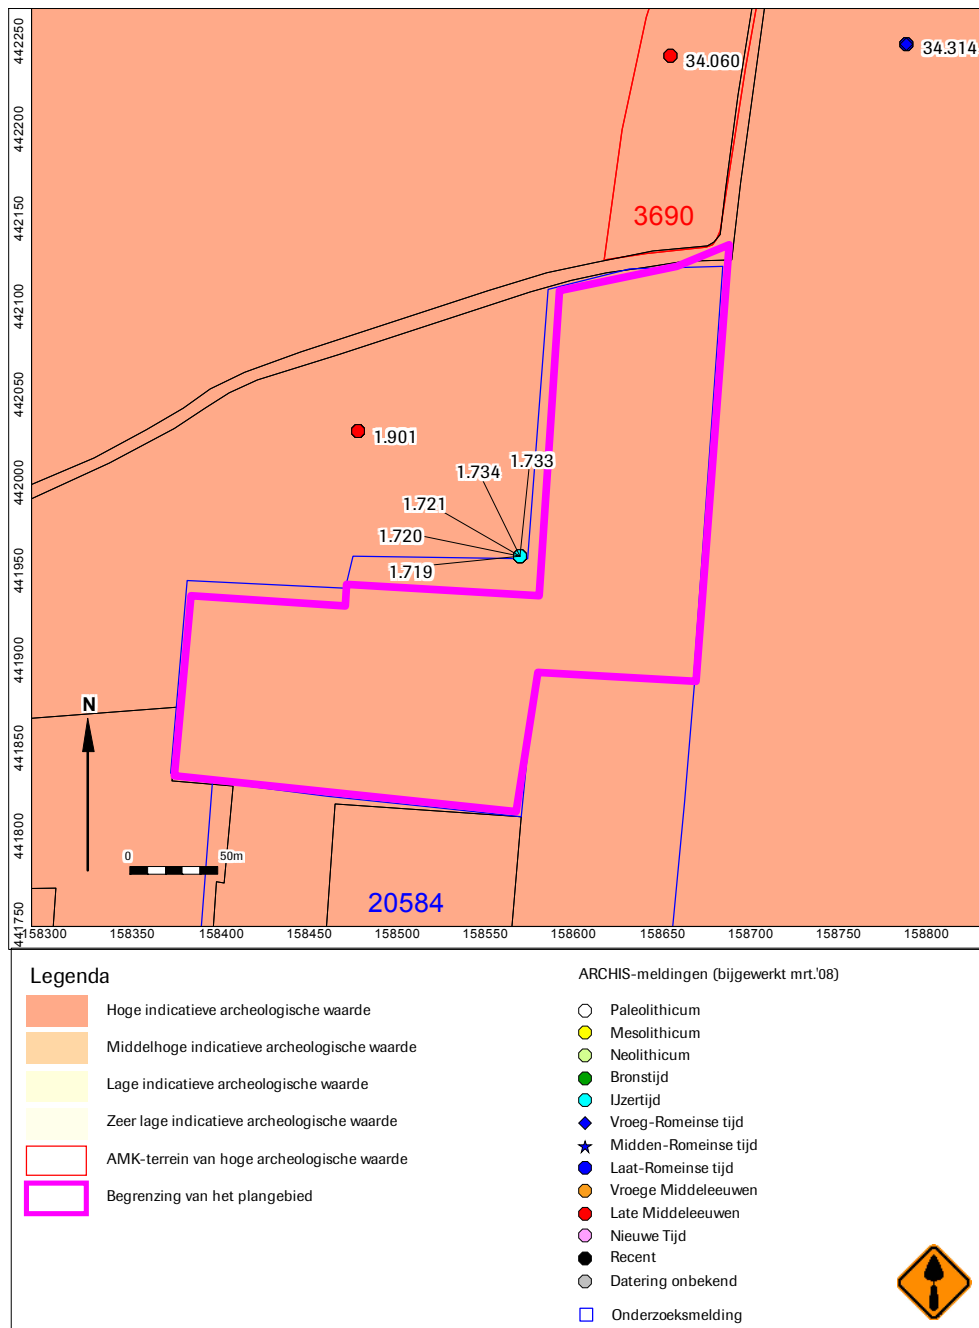 442250
442200
442150
442100
442050
442000
441950
441900
441850
441800
441750
34.060
34.314
3690
1.901
1.733
1.734
1.721
1.720
1.719
N
0 50m
20584
158300 158350 158400 158450 158500 158550 158600 158650 158700 158750 158800
Legenda
Hoge indicatieve archeologische waarde
Middelhoge indicatieve archeologische waarde
Lage indicatieve archeologische waarde
Zeer lage indicatieve archeologische waarde
AMK-terrein van hoge archeologische waarde
Begrenzing van het plangebied
ARCHIS-meldingen (bijgewerkt mrt.'08)
Paleolithicum
Mesolithicum
Neolithicum
Bronstijd
IJzertijd
Vroeg-Romeinse tijd
Midden-Romeinse tijd
Laat-Romeinse tijd
Vroege Middeleeuwen
Late Middeleeuwen
Nieuwe Tijd
Recent
Datering onbekend
Onderzoeksmelding